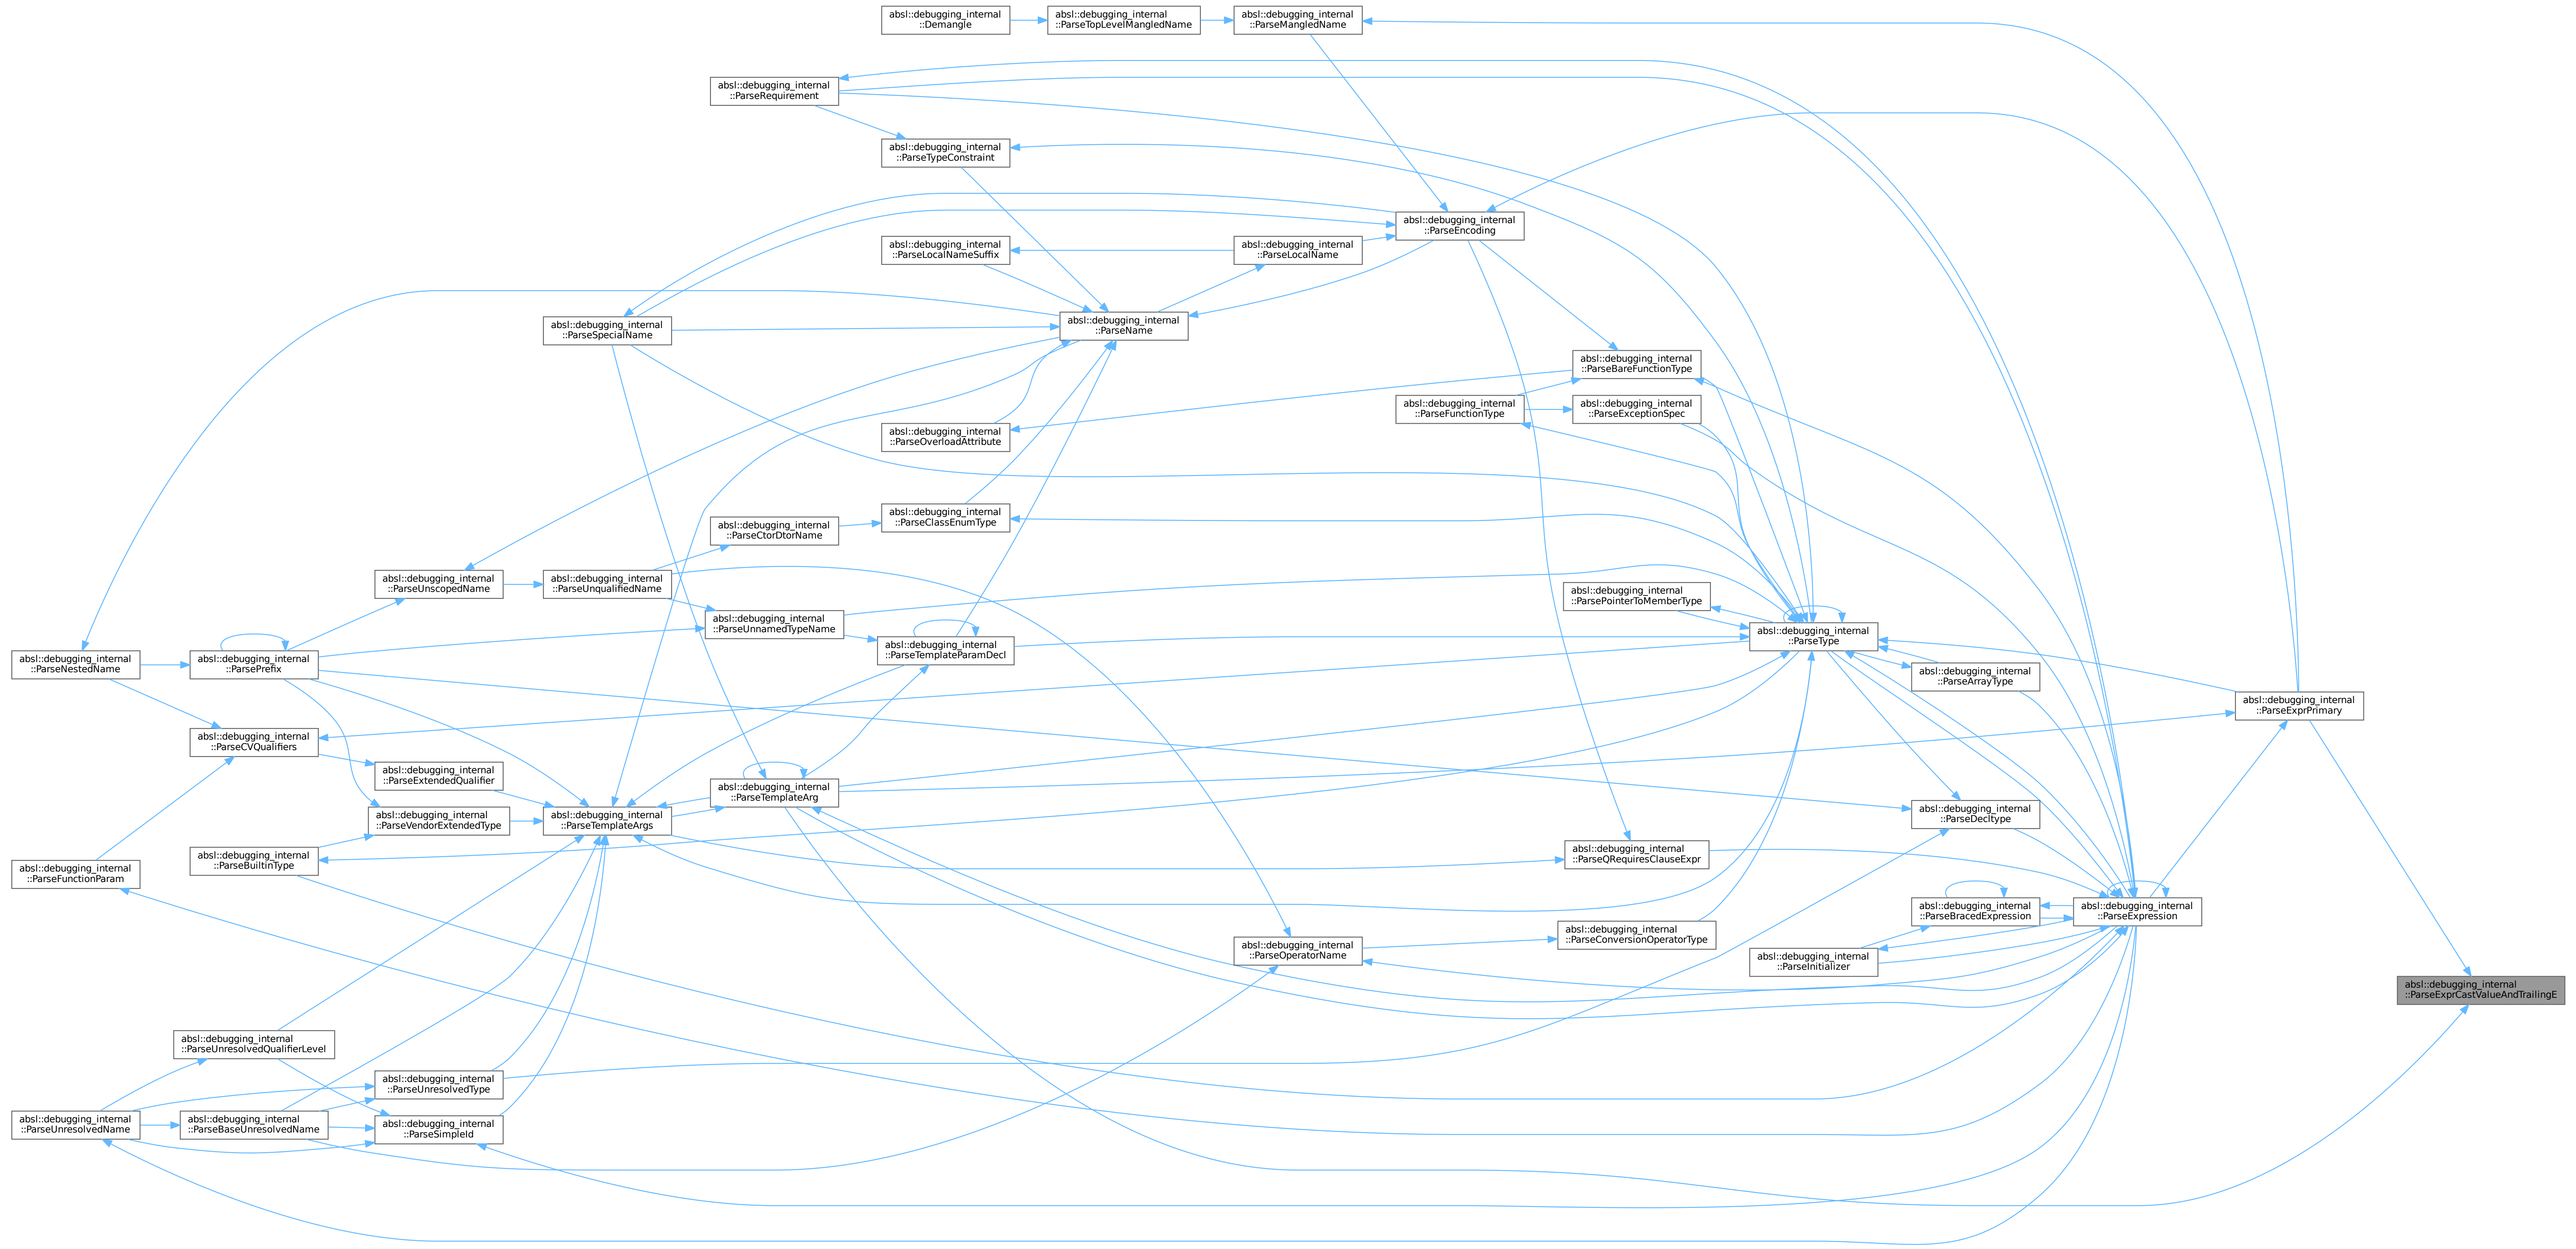 absl::debugging_internal
::Demangle
absl::debugging_internal
::ParseTopLevelMangledName
absl::debugging_internal
::ParseMangledName
absl::debugging_internal
::ParseRequirement
absl::debugging_internal
::ParseTypeConstraint
absl::debugging_internal
::ParseEncoding
absl::debugging_internal
::ParseLocalNameSuffix
absl::debugging_internal
::ParseLocalName
absl::debugging_internal
::ParseSpecialName
absl::debugging_internal
::ParseName
absl::debugging_internal
::ParseBareFunctionType
absl::debugging_internal
::ParseFunctionType
absl::debugging_internal
::ParseExceptionSpec
absl::debugging_internal
::ParseOverloadAttribute
absl::debugging_internal
::ParseClassEnumType
absl::debugging_internal
::ParseCtorDtorName
absl::debugging_internal
::ParseUnscopedName
absl::debugging_internal
::ParseUnqualifiedName
absl::debugging_internal
::ParsePointerToMemberType
absl::debugging_internal
::ParseUnnamedTypeName
absl::debugging_internal
::ParseType
absl::debugging_internal
::ParseTemplateParamDecl
absl::debugging_internal
::ParseNestedName
absl::debugging_internal
::ParsePrefix
absl::debugging_internal
::ParseArrayType
absl::debugging_internal
::ParseExprPrimary
absl::debugging_internal
::ParseCVQualifiers
absl::debugging_internal
::ParseExtendedQualifier
absl::debugging_internal
::ParseTemplateArg
absl::debugging_internal
::ParseDecltype
absl::debugging_internal
::ParseVendorExtendedType
absl::debugging_internal
::ParseTemplateArgs
absl::debugging_internal
::ParseQRequiresClauseExpr
absl::debugging_internal
::ParseBuiltinType
absl::debugging_internal
::ParseFunctionParam
absl::debugging_internal
::ParseBracedExpression
absl::debugging_internal
::ParseExpression
absl::debugging_internal
::ParseConversionOperatorType
absl::debugging_internal
::ParseOperatorName
absl::debugging_internal
::ParseInitializer
absl::debugging_internal
::ParseExprCastValueAndTrailingE
absl::debugging_internal
::ParseUnresolvedQualifierLevel
absl::debugging_internal
::ParseUnresolvedType
absl::debugging_internal
::ParseUnresolvedName
absl::debugging_internal
::ParseBaseUnresolvedName
absl::debugging_internal
::ParseSimpleId